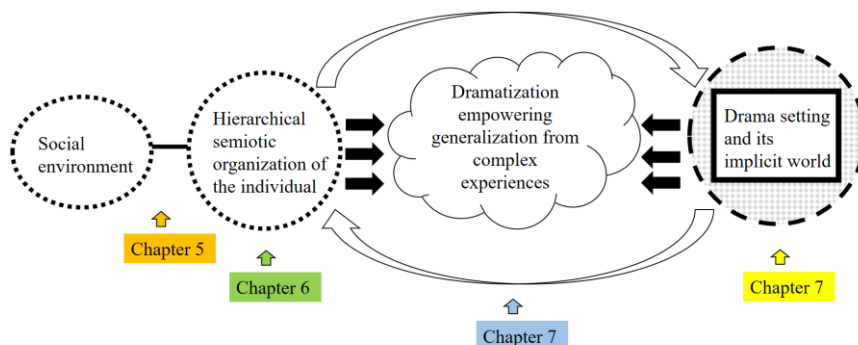 Social
environment
Hierarchical
semiotic
organization of
the individual
Dramatization
empowering
generalization from
complex
experiences
Drama setting
and its
implicit world
Chapter 5
Chapter 6
Chapter 7
Chapter 7